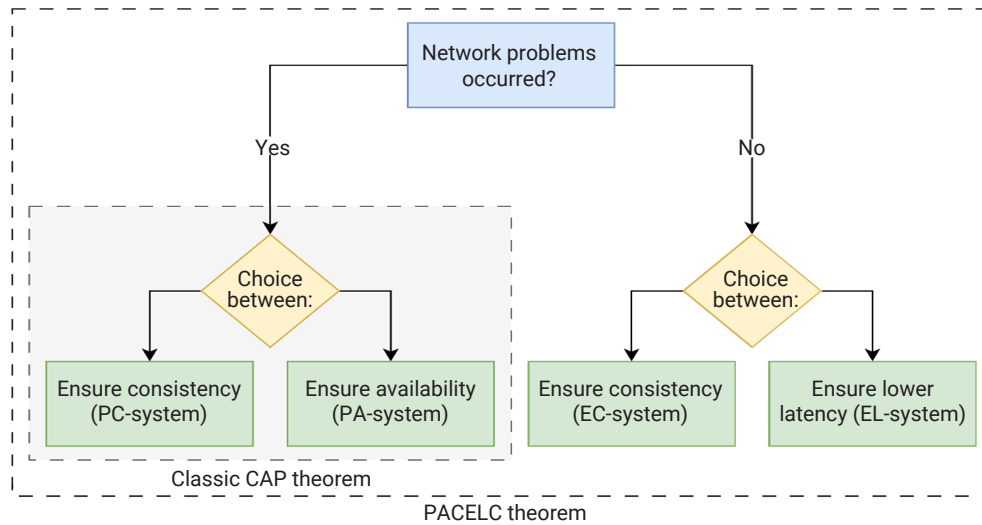 Network problems
occurred?
Yes
No
Choice
between:
Choice
between:
Ensure consistency
(PC-system)
Ensure availability
(PA-system)
Ensure consistency
(EC-system)
Ensure lower
latency (EL-system)
Classic CAP theorem
PACELC theorem